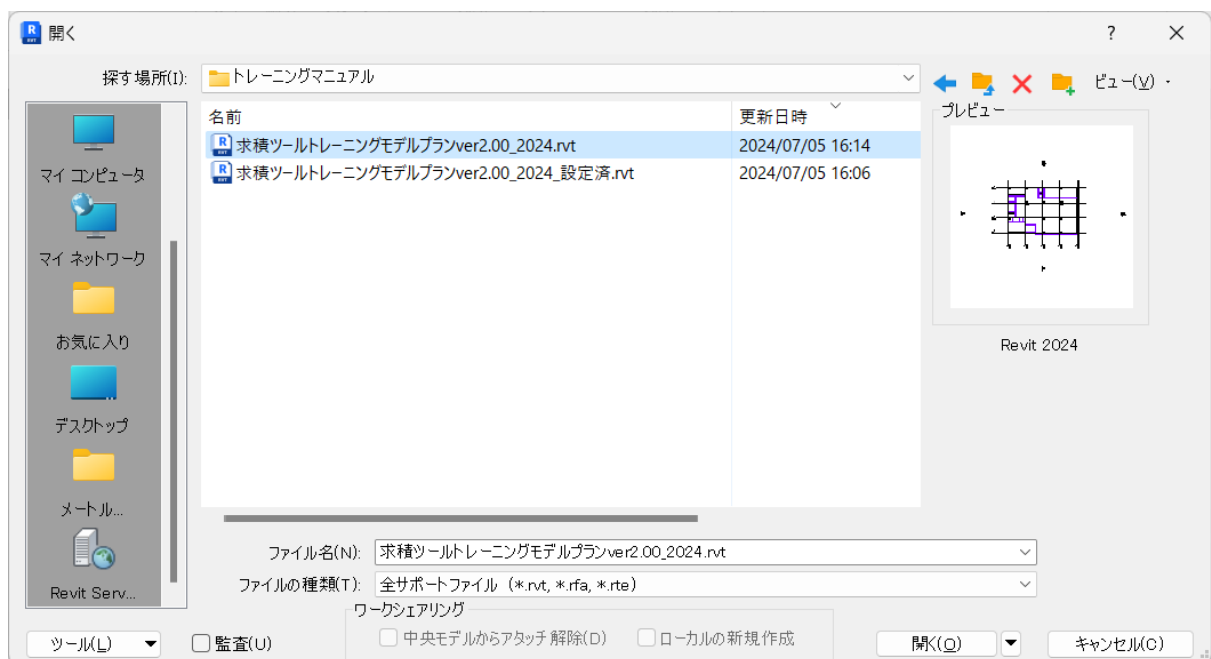 開く
?
探す場所(I):
トレーニングマニュアル
ビュー(V)
マイ コンピュータ
マイ ネットワーク
お気に入り
デスクトップ
メートル...
Revit Serv...
名前
更新日時
求積ツールトレーニングモデルプランver2.00_2024.rvt
2024/07/05 16:14
求積ツールトレーニングモデルプランver2.00_2024_設定済.rvt
2024/07/05 16:06
プレビュー
Revit 2024
ファイル名(N):
求積ツールトレーニングモデルプランver2.00_2024.rvt
ファイルの種類(T):
全サポートファイル (*.rvt, *.rfa, *.rte)
ワークシェアリング
ツール(L)
監査(U)
中央モデルからアタッチ解除(D)
ローカルの新規作成
開く(O)
キャンセル(C)